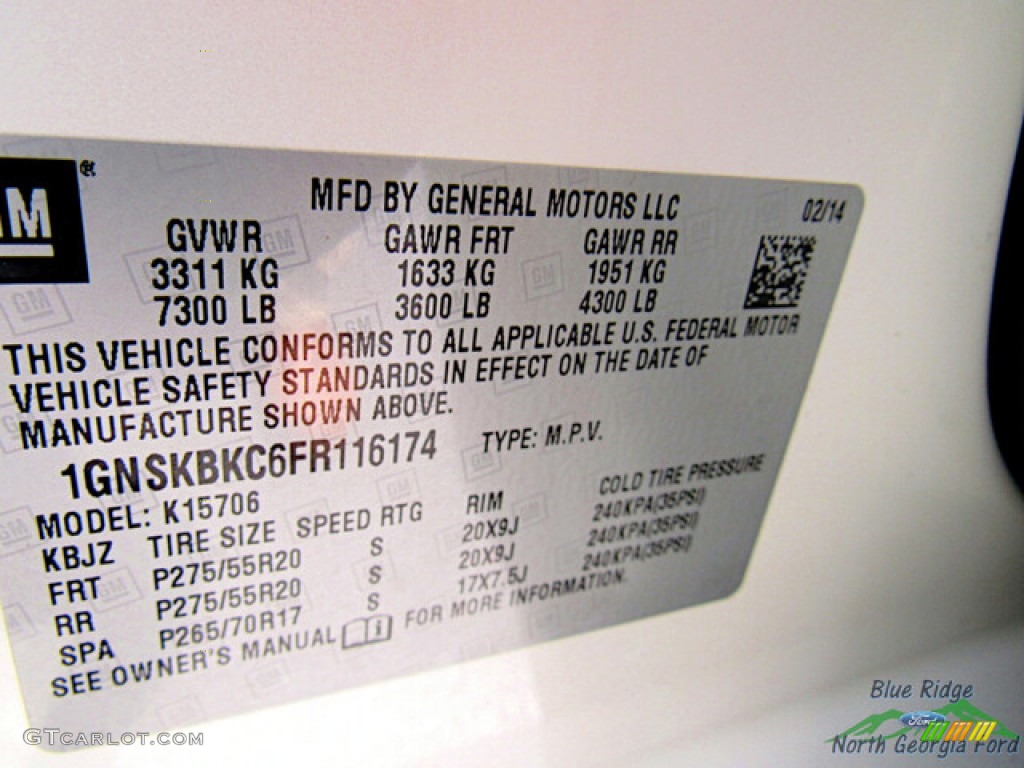 GM
MFD BY GENERAL MOTORS LLC 02/14
GVWR GAWR FRT GAWR RR
3311 KG 1633 KG 1951 KG
7300 LB 3600 LB 4300 LB
THIS VEHICLE CONFORMS TO ALL APPLICABLE U.S. FEDERAL MOTOR
VEHICLE SAFETY STANDARDS IN EFFECT ON THE DATE OF
MANUFACTURE SHOWN ABOVE.
1GNSKBKC6FR116174 TYPE: M.P.V.
MODEL: K15706
KBJZ TIRE SIZE SPEED RTG RIM COLD TIRE PRESSURE
FRT P275/55R20 S 20X9J 240KPA(35PSI)
RR P275/55R20 S 20X9J 240KPA(35PSI)
SPA P265/70R17 S 17X7.5J 240KPA(35PSI)
SEE OWNER'S MANUAL FOR MORE INFORMATION.
GTCARLOT.COM
Blue Ridge
Ford
North Georgia Ford